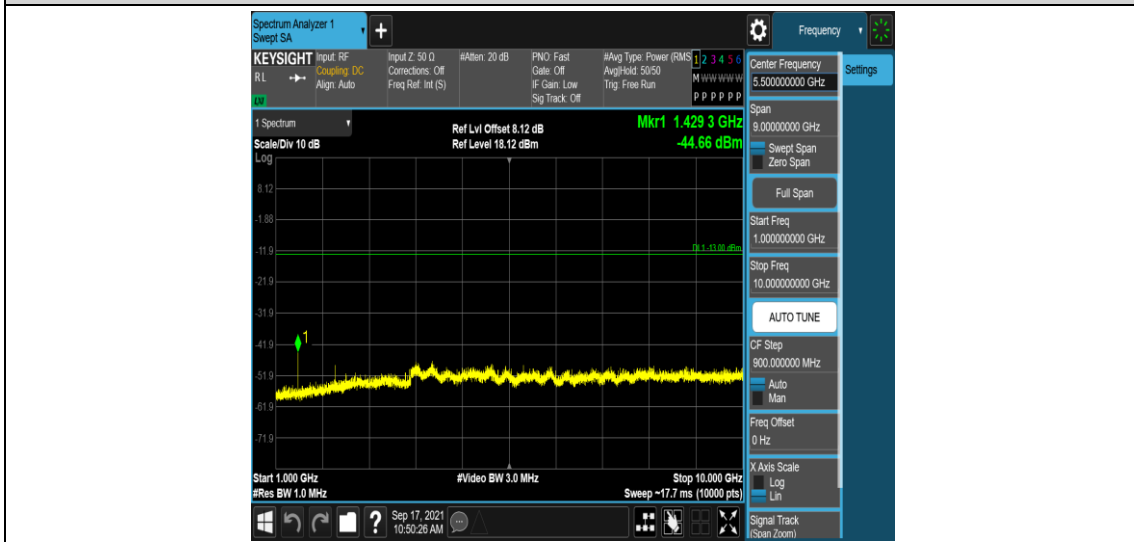 Spectrum Analyzer 1
Swept SA
+
Frequency
KEYSIGHT
RL
LXI
Input: RF
Coupling: DC
Align: Auto
Input Z: 50 Ω
Corrections: Off
Freq Ref: Int (S)
#Atten: 20 dB
PNO: Fast
Gate: Off
IF Gain: Low
Sig Track: Off
#Avg Type: Power (RMS
Avg|Hold: 50/50
Trig: Free Run
1 2 3 4 5 6
M W W W W W
P P P P P P
1 Spectrum
Scale/Div 10 dB
Log
Ref Lvl Offset 8.12 dB
Ref Level 18.12 dBm
Mkr1 1.429 3 GHz
-44.66 dBm
8.12
-1.88
-11.9
DL1 -13.00 dBm
-21.9
-31.9
1
-41.9
-51.9
-61.9
-71.9
Start 1.000 GHz
#Res BW 1.0 MHz
#Video BW 3.0 MHz
Stop 10.000 GHz
Sweep ~17.7 ms (10000 pts)
?
Sep 17, 2021
10:50:26 AM
Center Frequency
5.500000000 GHz
Settings
Span
9.00000000 GHz
Swept Span
Zero Span
Full Span
Start Freq
1.000000000 GHz
Stop Freq
10.000000000 GHz
AUTO TUNE
CF Step
900.000000 MHz
Auto
Man
Freq Offset
0 Hz
X Axis Scale
Log
Lin
Signal Track
(Span Zoom)